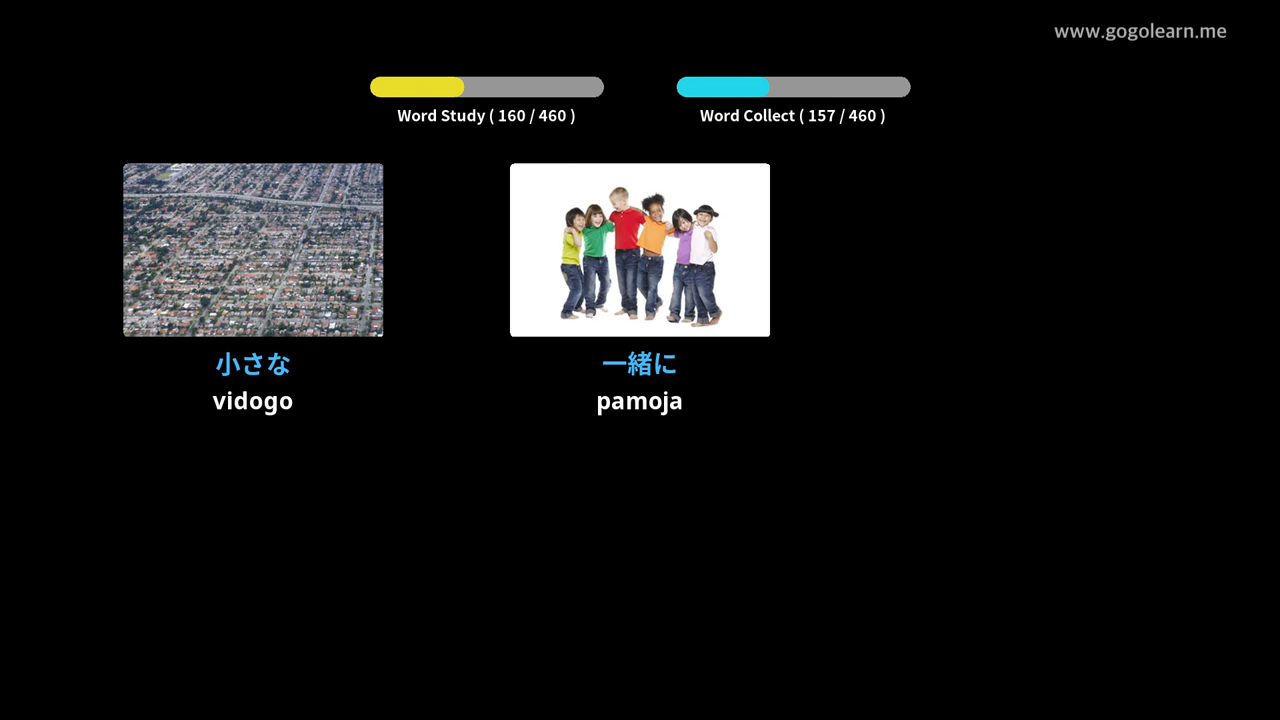 www.gogolearn.me
Word Study ( 160 / 460 )
Word Collect ( 157 / 460 )
小さな
vidogo
一緒に
pamoja